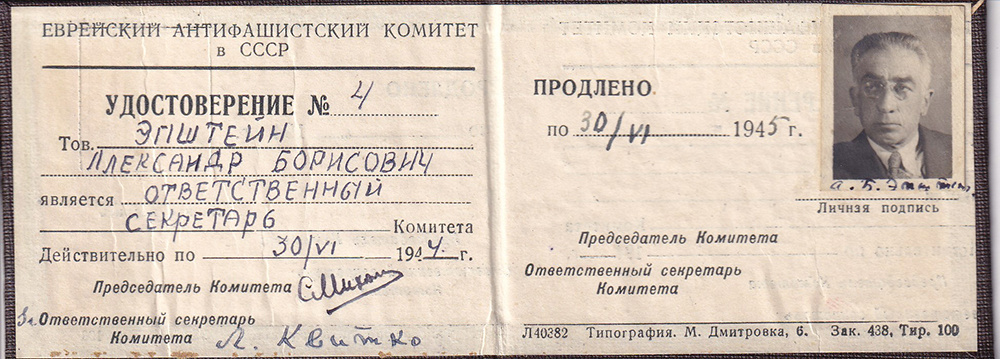 ЕВРЕЙСКИЙ АНТИФАШИСТСКИЙ КОМИТЕТ
в СССР
УДОСТОВЕРЕНИЕ № 4
Тов. ЭПШТЕЙН
АЛЕКСАНДР БОРИСОВИЧ
является ОТВЕТСТВЕННЫЙ
СЕКРЕТАРЬ Комитета
Действительно по 30/VI 1944 г.
Председатель Комитета С. Михоэлс
За Ответственный секретарь
Комитета Л. Квитко
ПРОДЛЕНО
по 30/VI 1945 г.
А. Б. Эпштейн
Личная подпись
Председатель Комитета
Ответственный секретарь
Комитета
Л40382 Типография. М. Дмитровка, 6. Зак. 438, Тир. 100